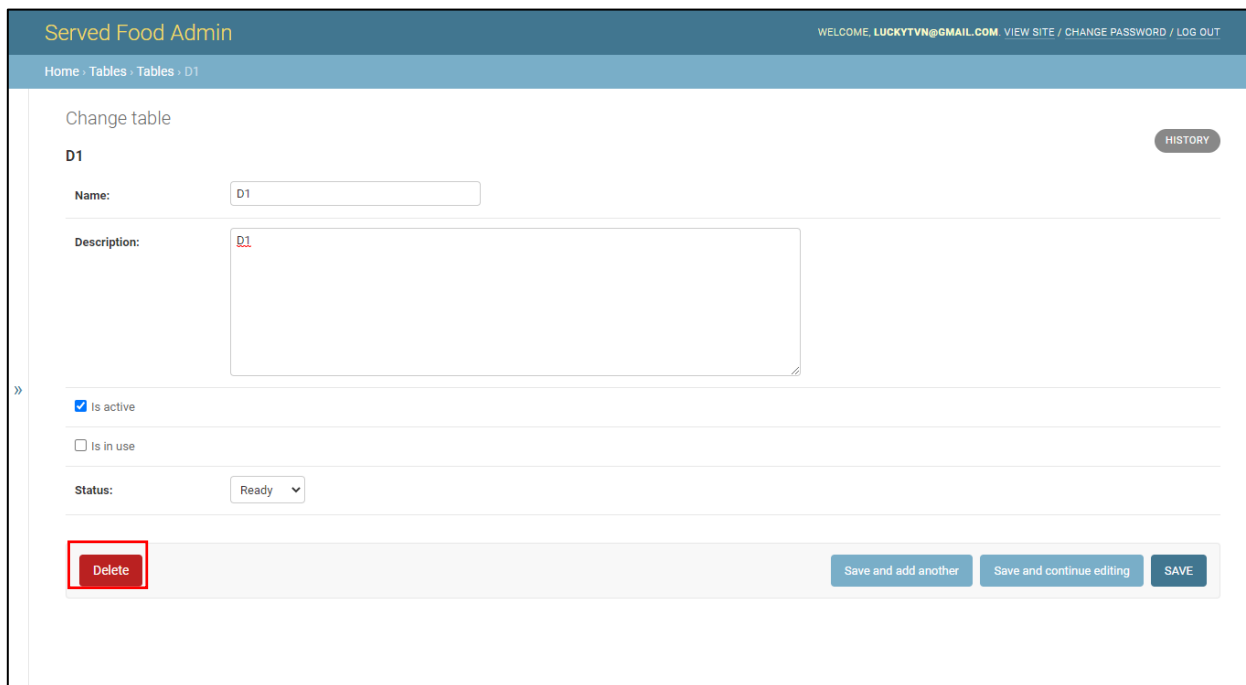 Served Food Admin
WELCOME, LUCKYTVN@GMAIL.COM. VIEW SITE / CHANGE PASSWORD / LOG OUT
Home › Tables › Tables › D1
Change table
HISTORY
D1
Name: D1
Description: D1
»
Is active
Is in use
Status: Ready
Delete Save and add another Save and continue editing SAVE